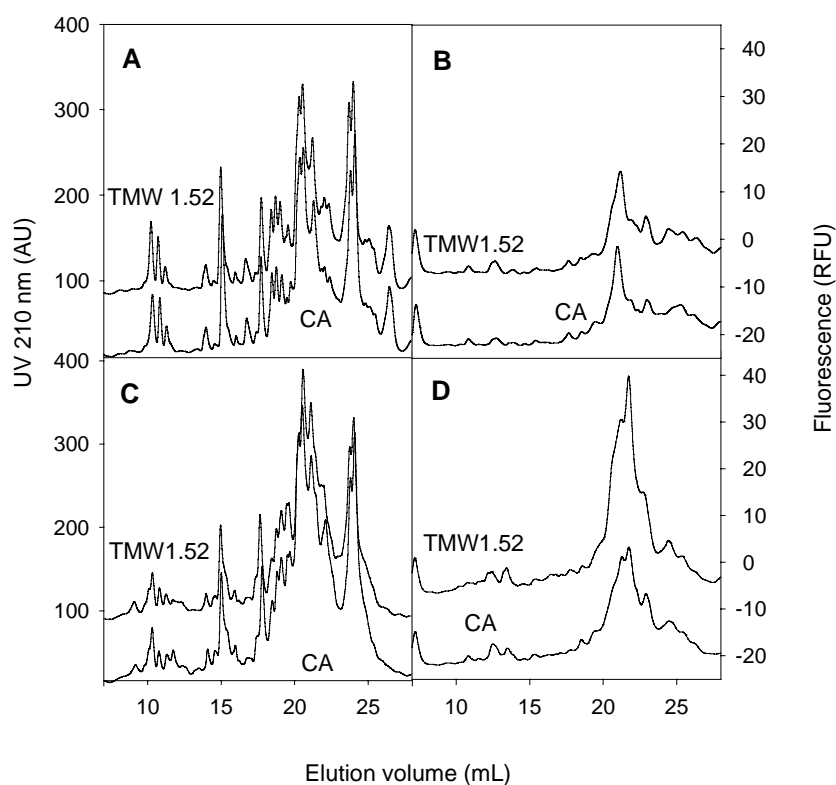 400
A
B
40
300
30
UV 210 nm (AU)
20
200
TMW 1.52
10
TMW1.52
0
100
CA
CA
-10
-20
Fluorescence (RFU)
400
C
D
40
300
30
20
200
TMW1.52
10
TMW1.52
0
100
CA
CA
-10
-20
10 15 20 25 10 15 20 25
Elution volume (mL)